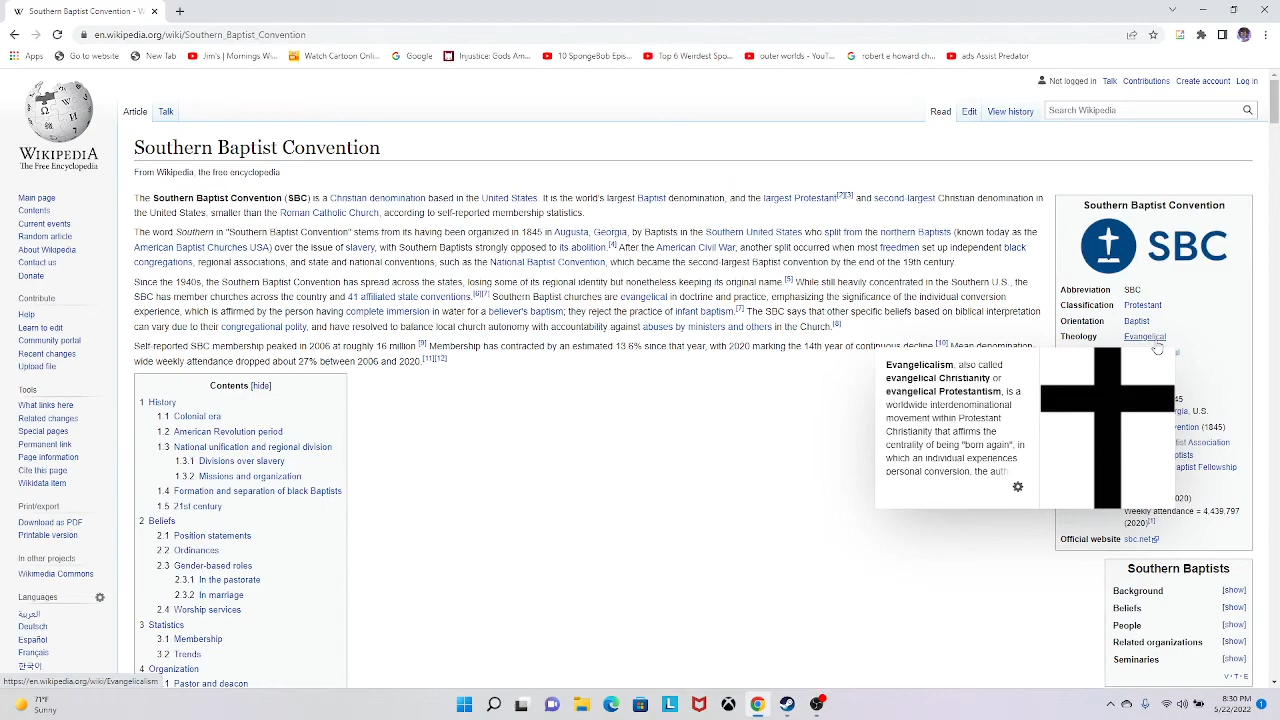 Southern Baptist Convention - W
en.wikipedia.org/wiki/Southern_Baptist_Convention
Apps Go to website New Tab Jim's | Mornings Wi... Watch Cartoon Onli... Google Injustice: Gods Am... 10 SpongeBob Epis... Top 6 Weirdest Spo... outer worlds - YouT... robert e howard ch... ads Assist Predator
Not logged in Talk Contributions Create account Log in
Article Talk Read Edit View history Search Wikipedia
WIKIPEDIA
The Free Encyclopedia
Main page
Contents
Current events
Random article
About Wikipedia
Contact us
Donate
Contribute
Help
Learn to edit
Community portal
Recent changes
Upload file
Tools
What links here
Related changes
Special pages
Permanent link
Page information
Cite this page
Wikidata item
Print/export
Download as PDF
Printable version
In other projects
Wikimedia Commons
Languages
العربية
Deutsch
Español
Français
한국어
Southern Baptist Convention
From Wikipedia, the free encyclopedia
The Southern Baptist Convention (SBC) is a Christian denomination based in the United States. It is the world's largest Baptist denomination, and the largest Protestant[2][3] and second-largest Christian denomination in
the United States, smaller than the Roman Catholic Church, according to self-reported membership statistics.
The word Southern in "Southern Baptist Convention" stems from its having been organized in 1845 in Augusta, Georgia, by Baptists in the Southern United States who split from the northern Baptists (known today as the
American Baptist Churches USA) over the issue of slavery, with Southern Baptists strongly opposed to its abolition.[4] After the American Civil War, another split occurred when most freedmen set up independent black
congregations, regional associations, and state and national conventions, such as the National Baptist Convention, which became the second-largest Baptist convention by the end of the 19th century.
Since the 1940s, the Southern Baptist Convention has spread across the states, losing some of its regional identity but nonetheless keeping its original name.[5] While still heavily concentrated in the Southern U.S., the
SBC has member churches across the country and 41 affiliated state conventions.[6][7] Southern Baptist churches are evangelical in doctrine and practice, emphasizing the significance of the individual conversion
experience, which is affirmed by the person having complete immersion in water for a believer's baptism; they reject the practice of infant baptism.[7] The SBC says that other specific beliefs based on biblical interpretation
can vary due to their congregational polity, and have resolved to balance local church autonomy with accountability against abuses by ministers and others in the Church.[8]
Self-reported SBC membership peaked in 2006 at roughly 16 million.[9] Membership has contracted by an estimated 13.6% since that year, with 2020 marking the 14th year of continuous decline.[10] Mean denomination-
wide weekly attendance dropped about 27% between 2006 and 2020.[11][12]
Contents [hide]
1 History
1.1 Colonial era
1.2 American Revolution period
1.3 National unification and regional division
1.3.1 Divisions over slavery
1.3.2 Missions and organization
1.4 Formation and separation of black Baptists
1.5 21st century
2 Beliefs
2.1 Position statements
2.2 Ordinances
2.3 Gender-based roles
2.3.1 In the pastorate
2.3.2 In marriage
2.4 Worship services
3 Statistics
3.1 Membership
3.2 Trends
4 Organization
1 Pastor and deacon
Evangelicalism, also called
evangelical Christianity or
evangelical Protestantism, is a
worldwide interdenominational
movement within Protestant
Christianity that affirms the
centrality of being "born again", in
which an individual experiences
personal conversion, the auth
Southern Baptist Convention
SBC
Abbreviation SBC
Classification Protestant
Orientation Baptist
Theology Evangelical
45
rgia, U.S.
vention (1845)
tist Association
ptists
aptist Fellowship
2020)
Weekly attendance = 4,439,797
(2020)[1]
Official website sbc.net
Southern Baptists
Background [show]
Beliefs [show]
People [show]
Related organizations [show]
Seminaries [show]
V·T·E
https://en.wikipedia.org/wiki/Evangelicalism
71°F
Sunny
8:30 PM
5/22/2022
1